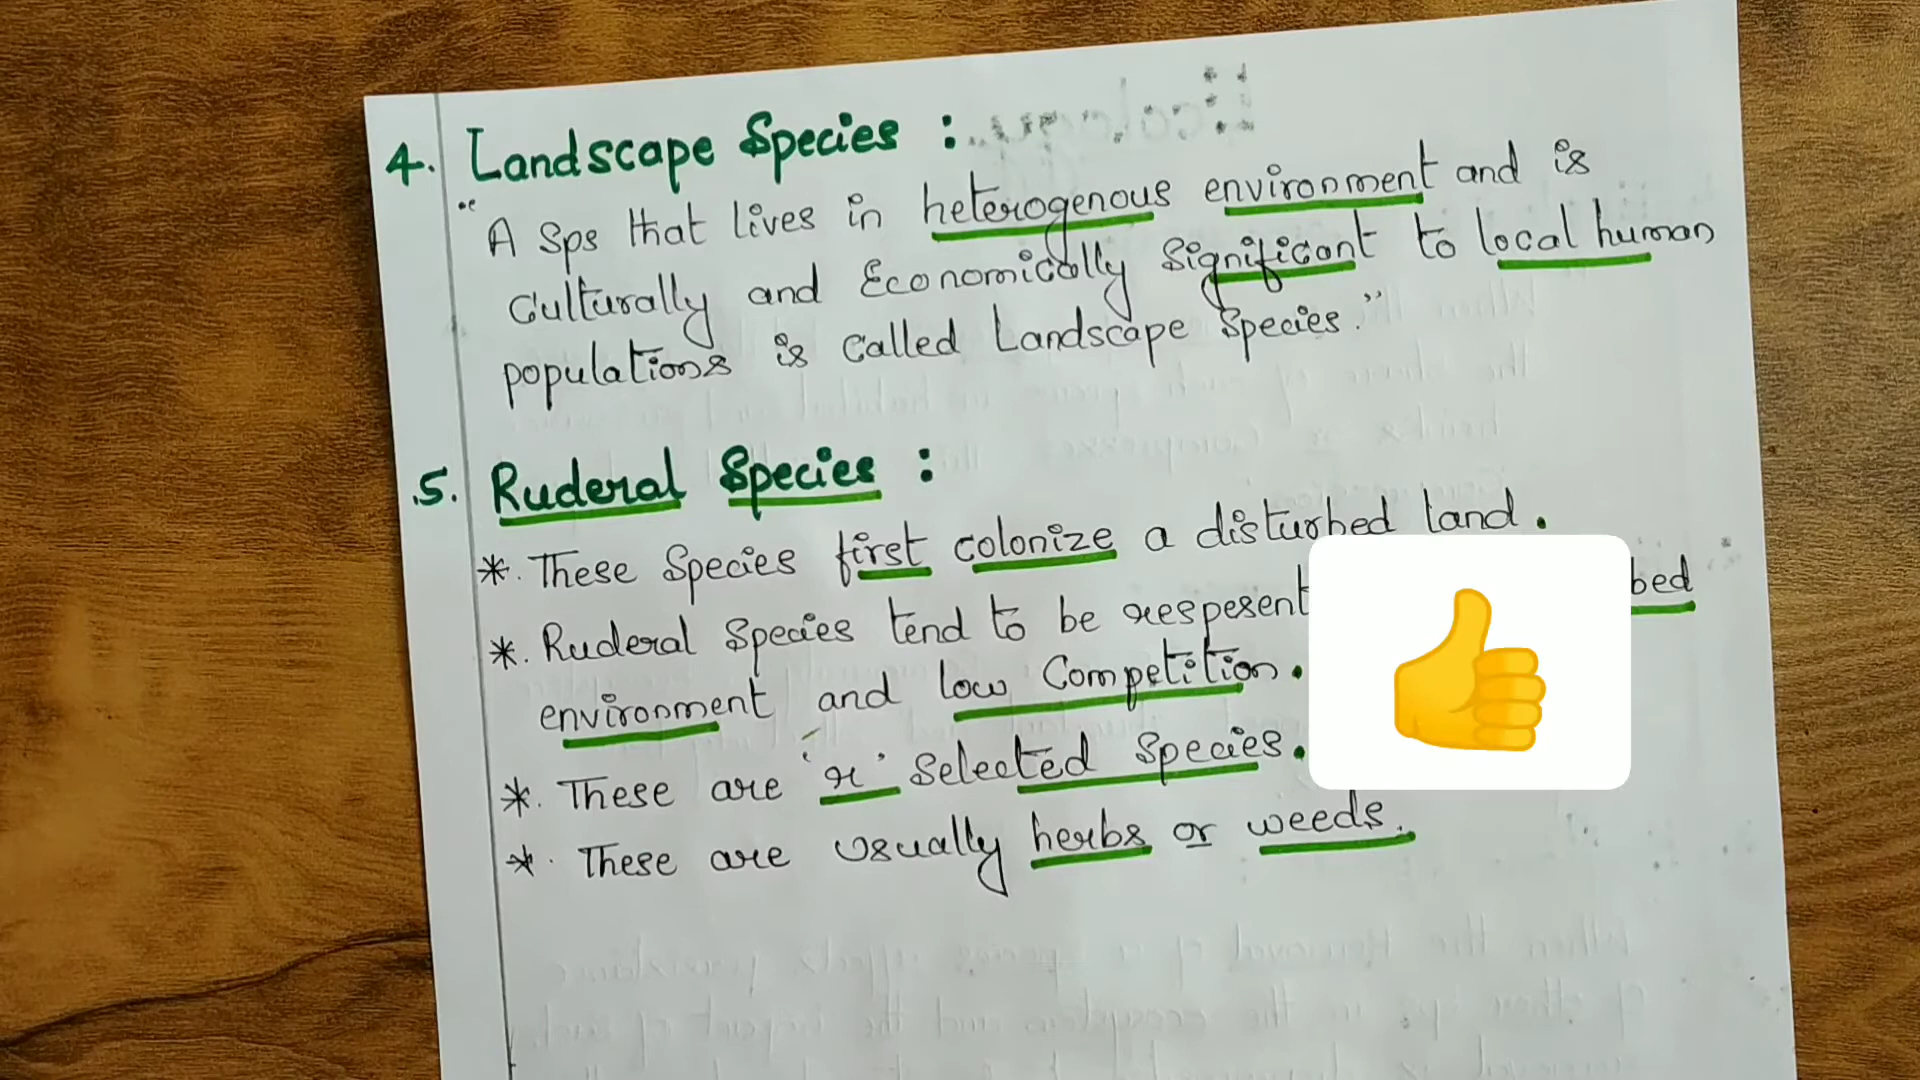 4. Landscape Species :
"A Sps that lives in heterogenous environment and is
Culturally and Economically Significant to local human
populations is called Landscape Species."
5. Ruderal Species :
*. These Species first colonize a disturbed land.
*. Ruderal Species tend to be respesent bed
environment and low Competition.
*. These are 'r' Selected Species.
*. These are usually herbs or weeds.